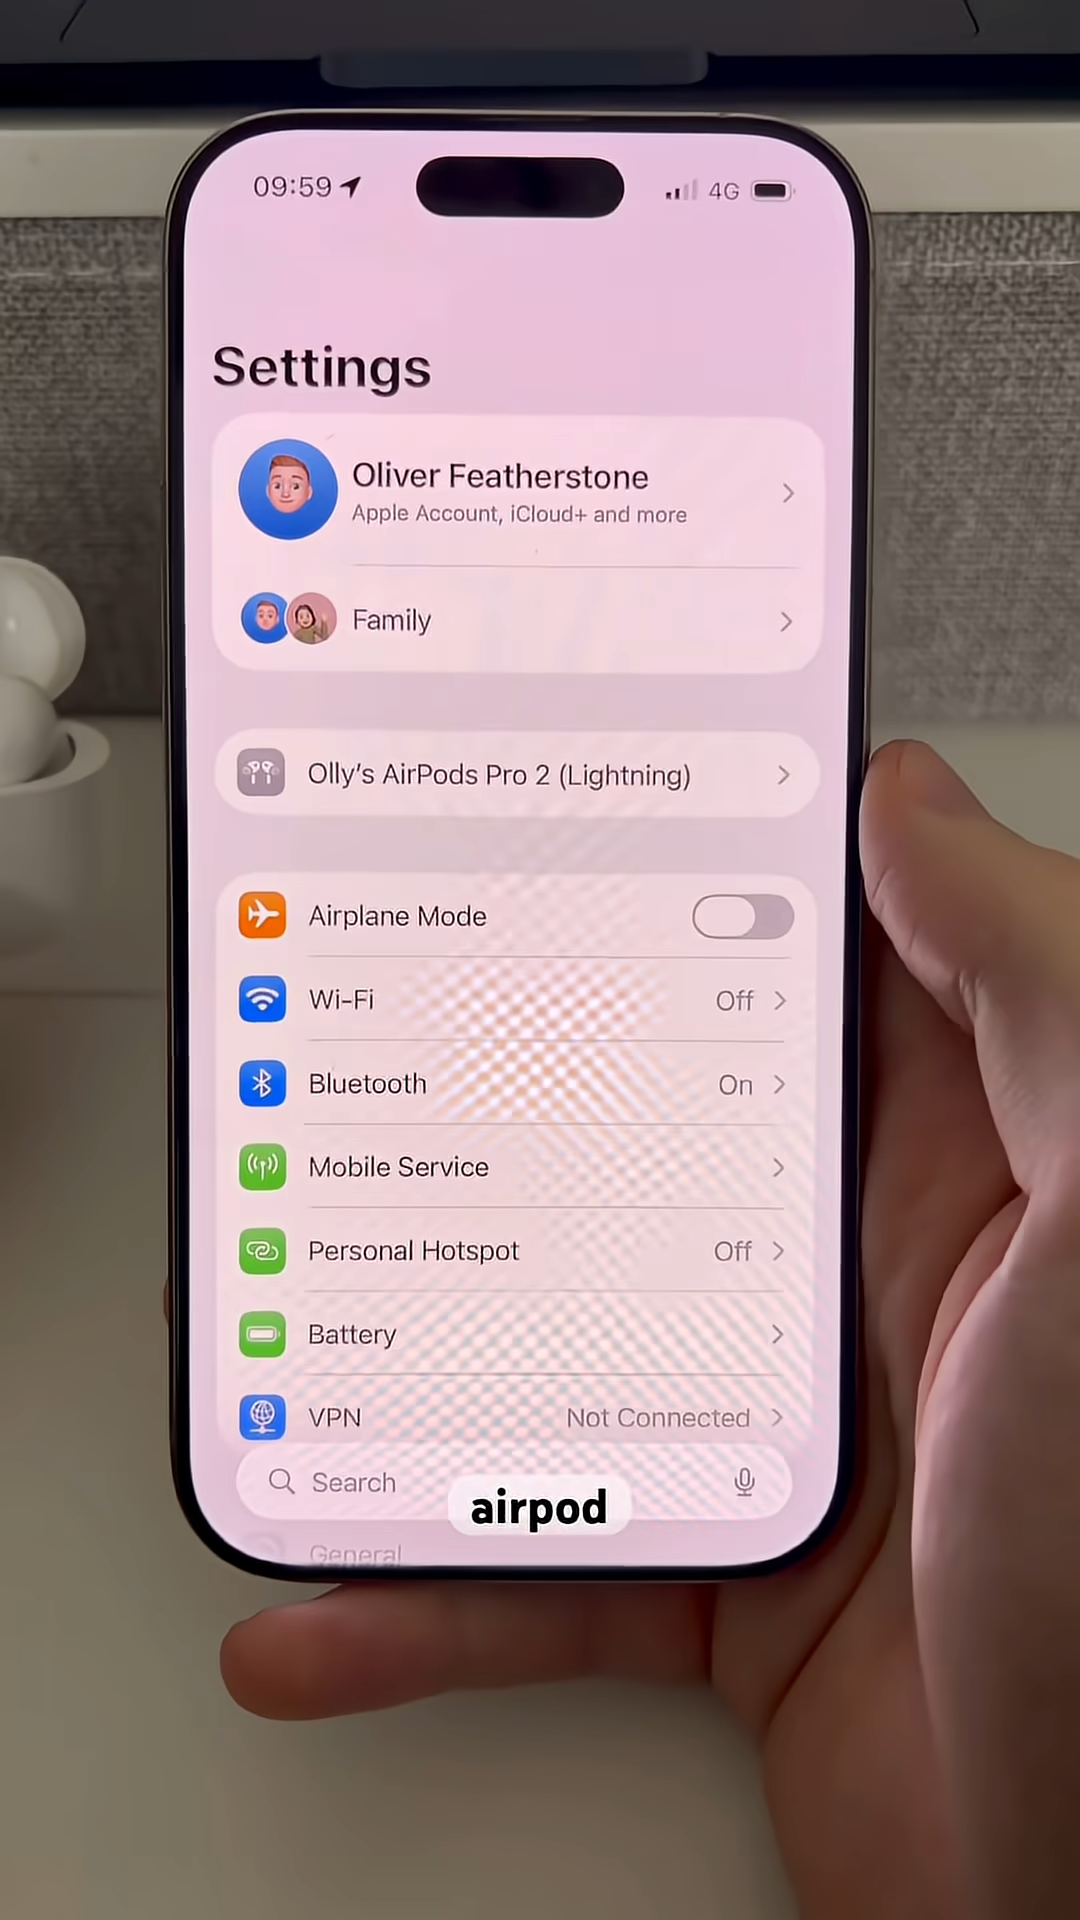 09:59
4G
Settings
Oliver Featherstone
Apple Account, iCloud+ and more
Family
Olly's AirPods Pro 2 (Lightning)
Airplane Mode
Wi-Fi
Off
Bluetooth
On
Mobile Service
Personal Hotspot
Off
Battery
VPN
Not Connected
Search
airpod
General